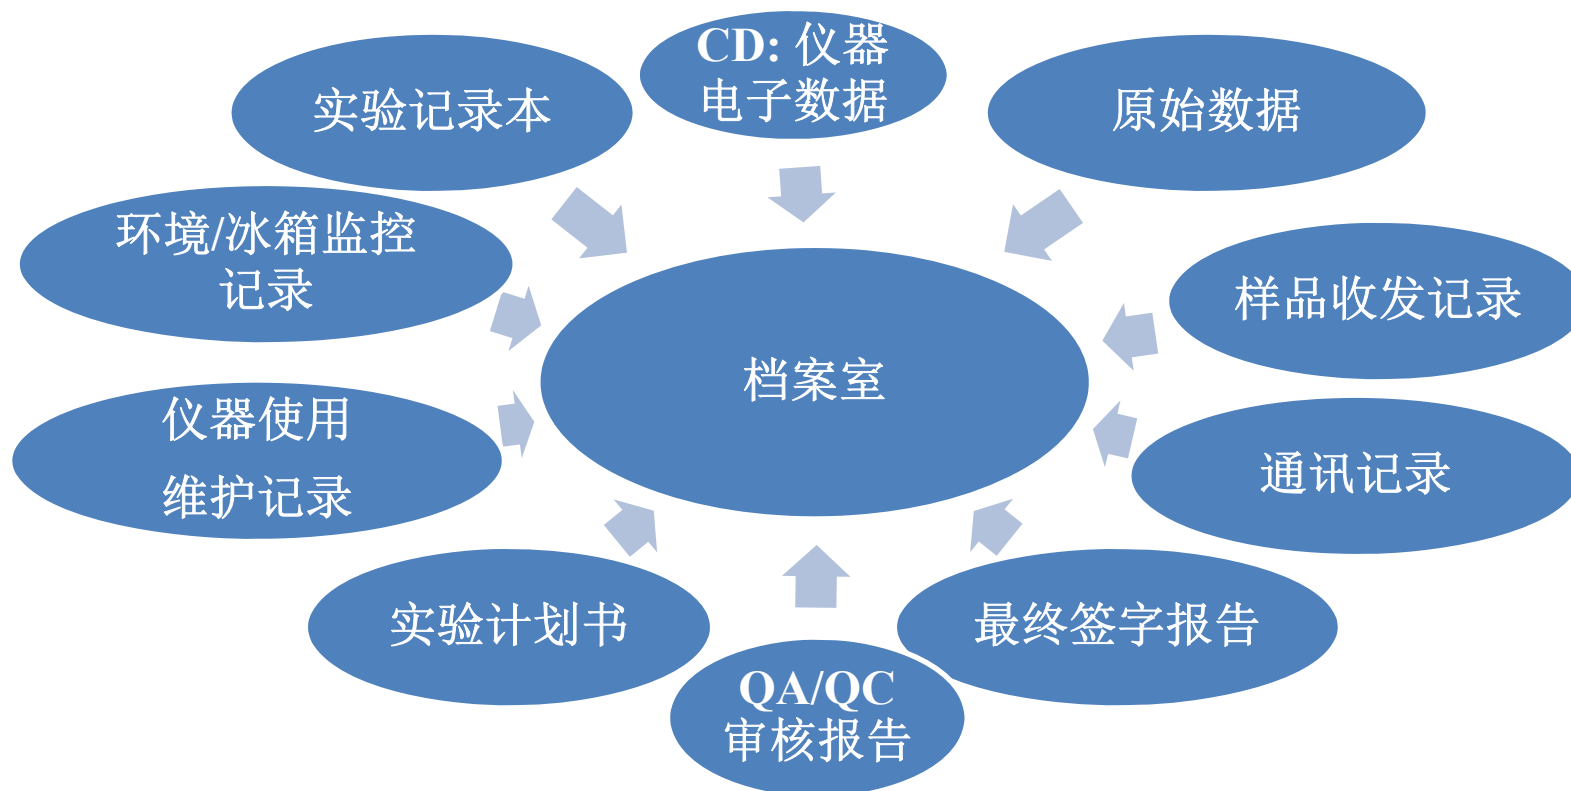 CD: 仪器
电子数据
实验记录本
原始数据
环境/冰箱监控
记录
样品收发记录
档案室
仪器使用
维护记录
通讯记录
实验计划书
最终签字报告
QA/QC
审核报告